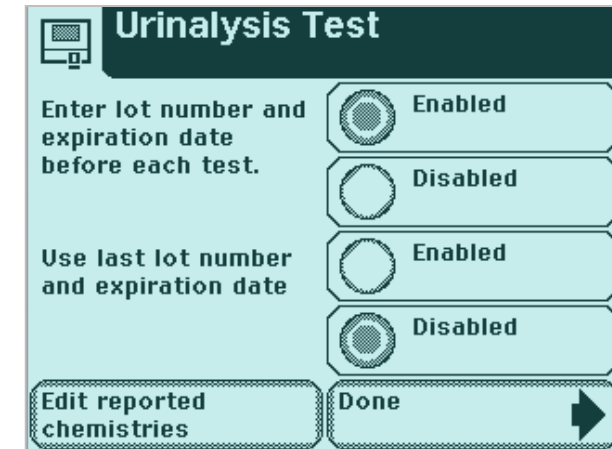 Urinalysis Test
Enter lot number and
expiration date
before each test.
Enabled
Disabled
Use last lot number
and expiration date
Enabled
Disabled
Edit reported
chemistries
Done